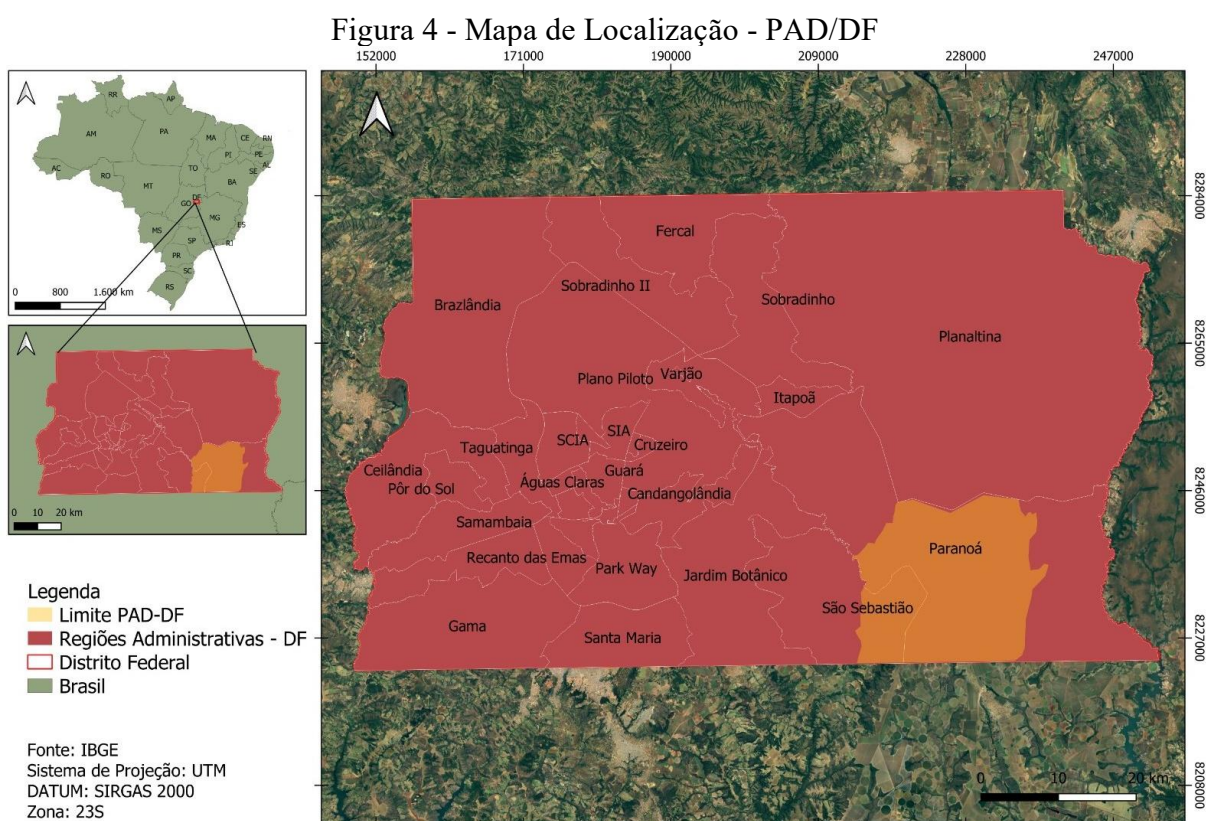 Figura 4 - Mapa de Localização - PAD/DF
152000 171000 190000 209000 228000 247000
RR
AP
AM
PA
MA
CE
RN
PI
PE
AL
AC
RO
TO
SE
BA
MT
DF
GO
MG
ES
MS
SP
RJ
PR
SC
RS
0 800 1.600 km
0 10 20 km
Legenda
Limite PAD-DF
Regiões Administrativas - DF
Distrito Federal
Brasil
Fonte: IBGE
Sistema de Projeção: UTM
DATUM: SIRGAS 2000
Zona: 23S
Fercal
Sobradinho II
Brazlândia
Sobradinho
Planaltina
Plano Piloto
Varjão
Itapoã
SIA
SCIA
Cruzeiro
Taguatinga
Ceilândia
Guará
Águas Claras
Pôr do Sol
Candangolândia
Samambaia
Paranoá
Recanto das Emas
Park Way
Jardim Botânico
São Sebastião
Gama
Santa Maria
8284000
8265000
8246000
8227000
8208000
0 10 20 km